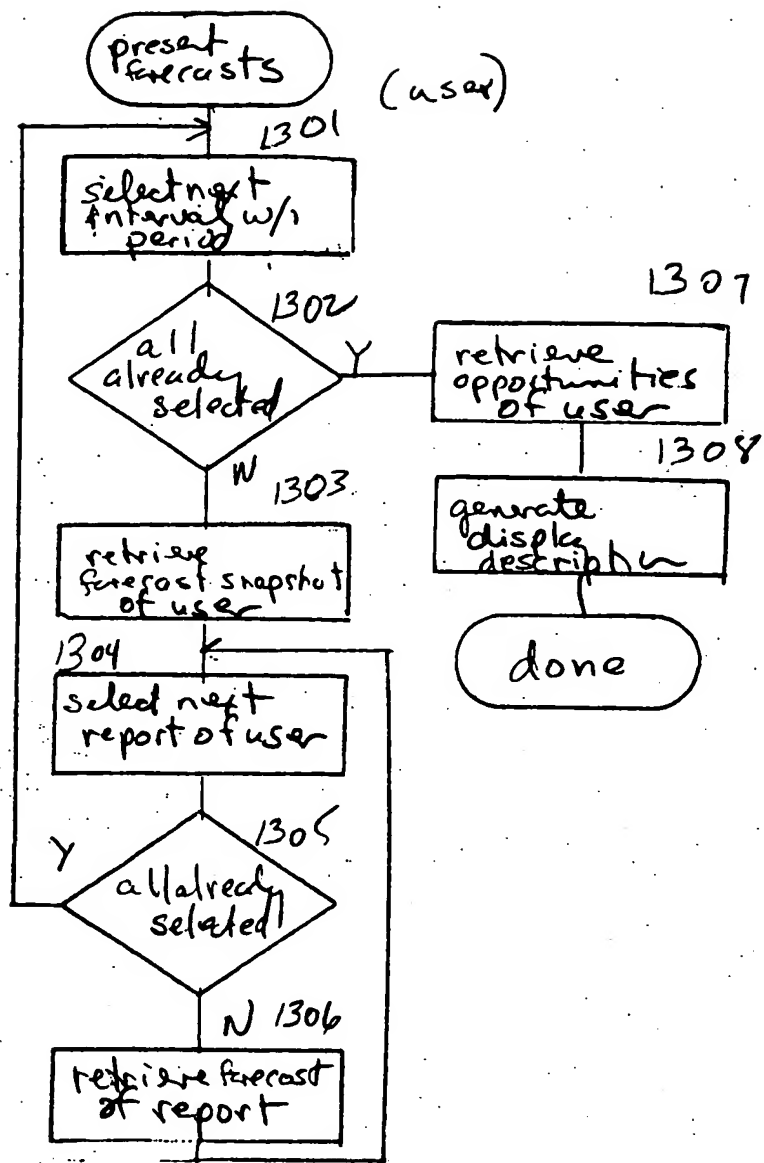 present
forecasts
(user)
1301
select next
interval w/i
period
1302
all
already
selected
Y
N
1303
retrieve
forecast snapshot
of user
1304
select next
report of user
1305
all already
selected
Y
N
1306
retrieve forecast
of report
1307
retrieve
opportunities
of user
1308
generate
display
description
done